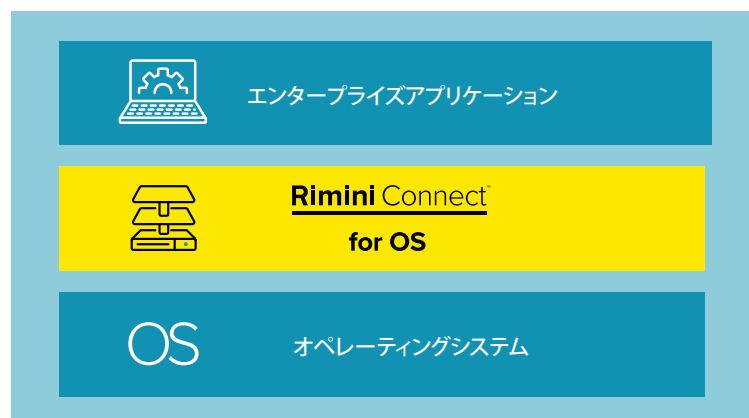 エンタープライズアプリケーション
Rimini Connect™
for OS
OS
オペレーティングシステム